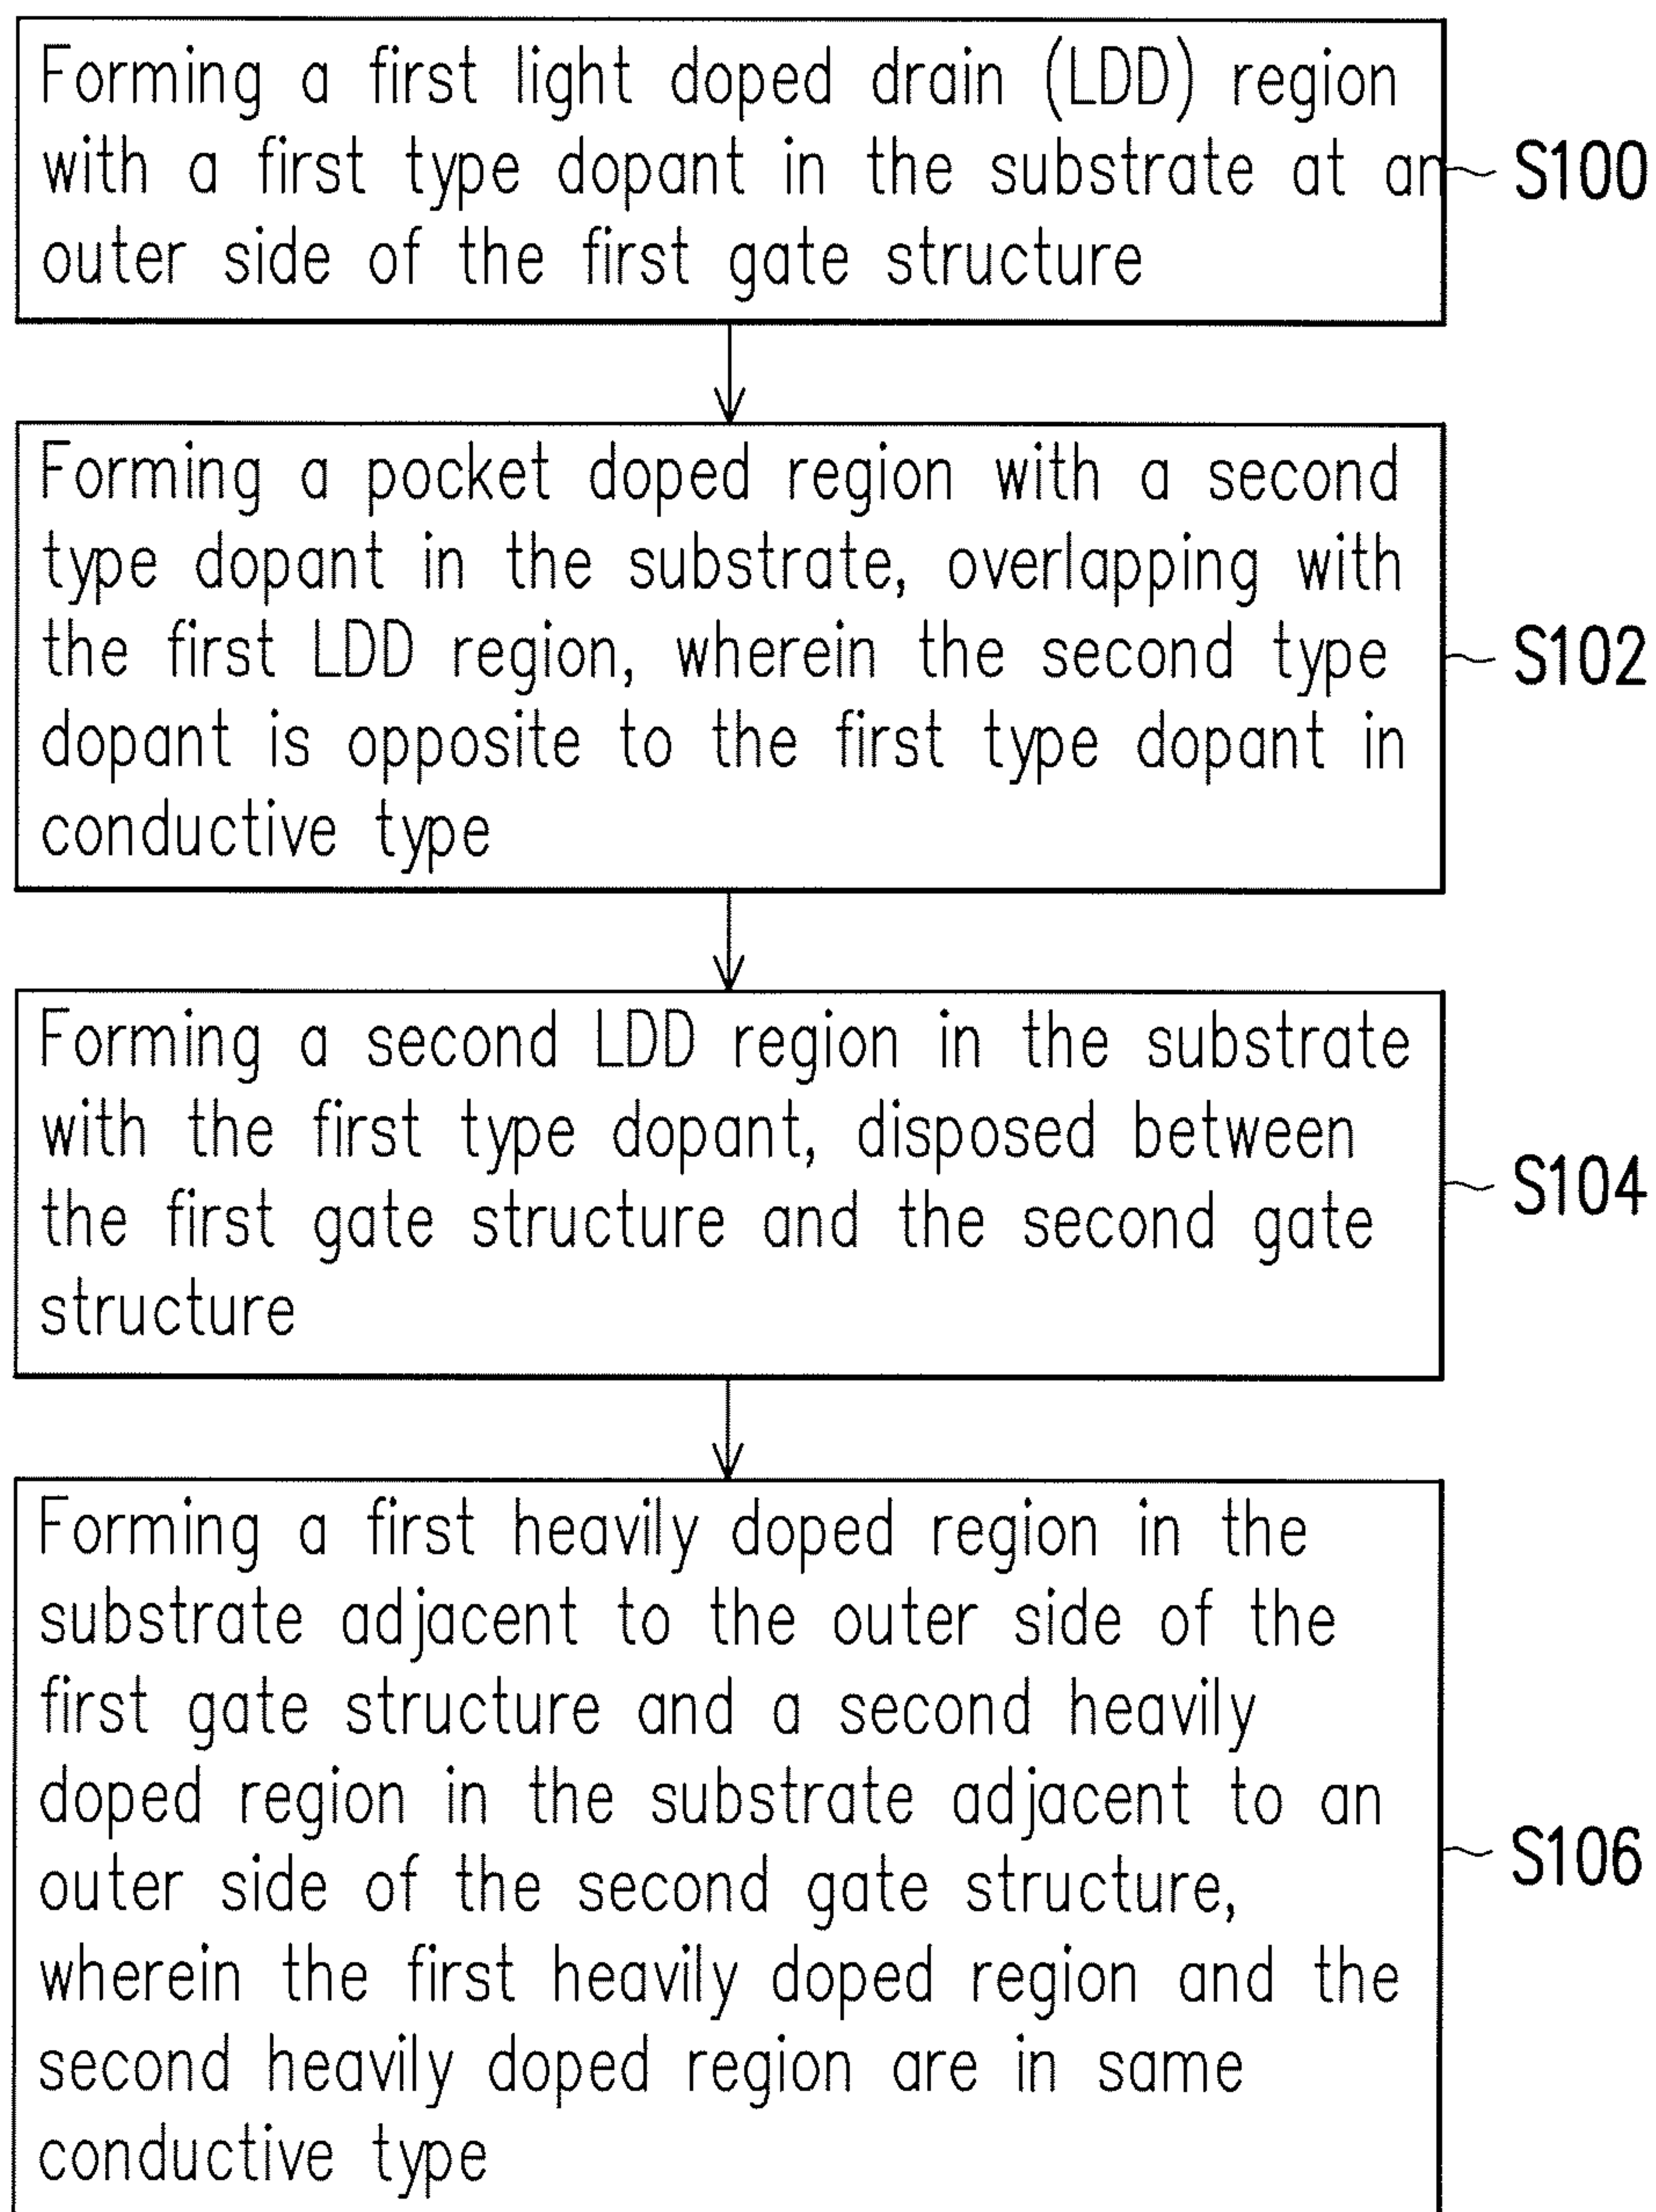 Forming a first light doped drain (LDD) region
with a first type dopant in the substrate at an
outer side of the first gate structure
S100
Forming a pocket doped region with a second
type dopant in the substrate, overlapping with
the first LDD region, wherein the second type
dopant is opposite to the first type dopant in
conductive type
S102
Forming a second LDD region in the substrate
with the first type dopant, disposed between
the first gate structure and the second gate
structure
S104
Forming a first heavily doped region in the
substrate adjacent to the outer side of the
first gate structure and a second heavily
doped region in the substrate adjacent to an
outer side of the second gate structure,
wherein the first heavily doped region and the
second heavily doped region are in same
conductive type
S106